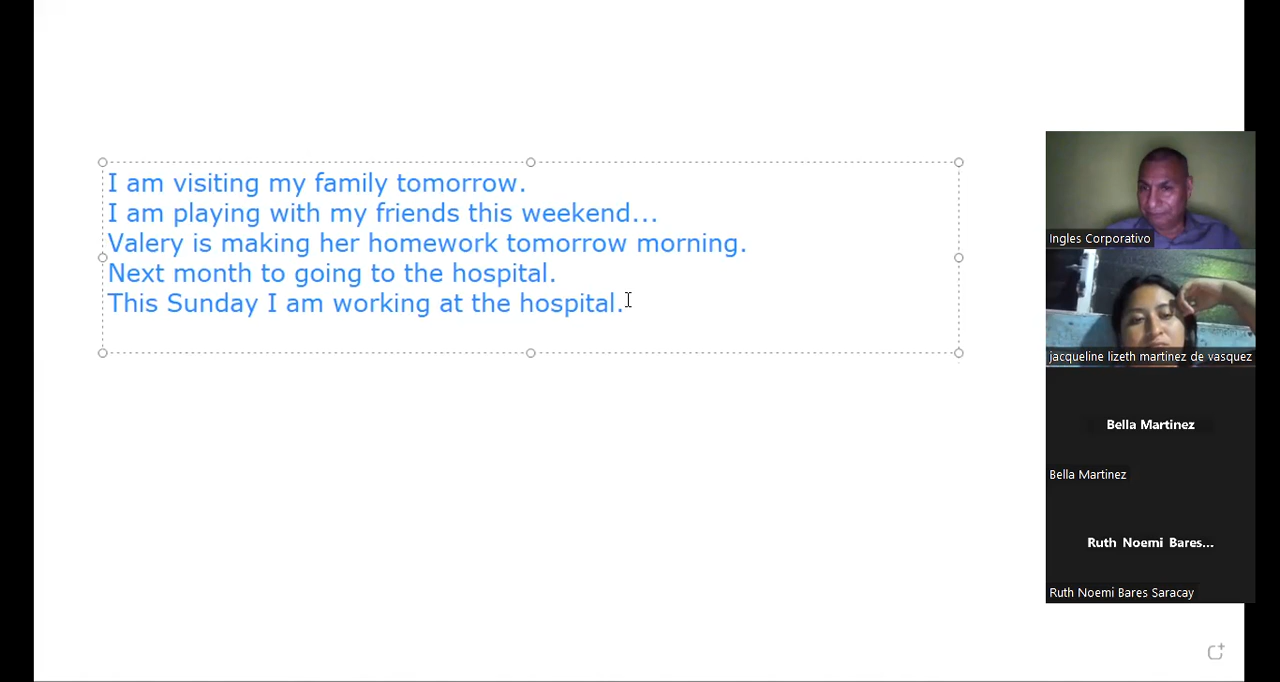 I am visiting my family tomorrow.
I am playing with my friends this weekend...
Valery is making her homework tomorrow morning.
Next month to going to the hospital.
This Sunday I am working at the hospital.
Ingles Corporativo
jacqueline lizeth martinez de vasquez
Bella Martinez
Bella Martinez
Ruth Noemi Bares...
Ruth Noemi Bares Saracay